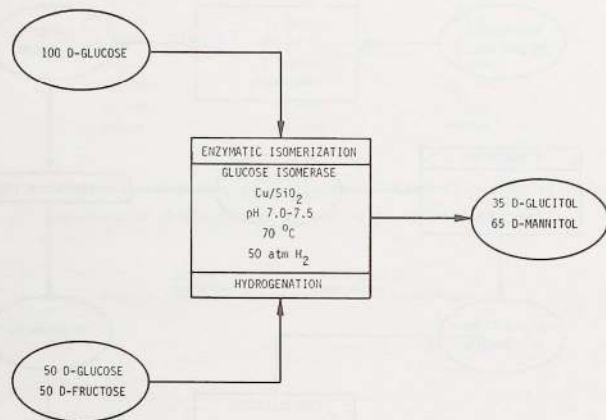 100 D-GLUCOSE
ENZYMATIC ISOMERIZATION
GLUCOSE ISOMERASE
Cu/SiO2
pH 7.0-7.5
70 °C
50 atm H2
HYDROGENATION
35 D-GLUCITOL
65 D-MANNITOL
50 D-GLUCOSE
50 D-FRUCTOSE